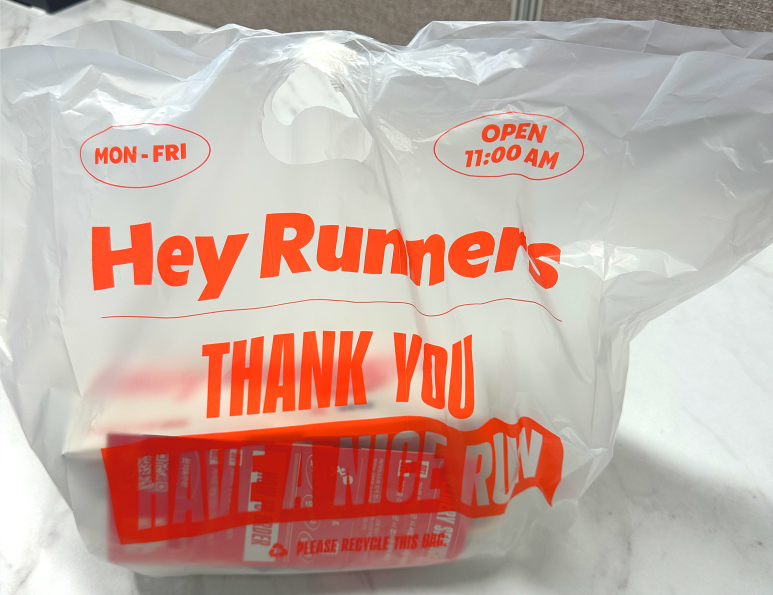 MON-FRI
OPEN
11:00 AM
Hey Runners
THANK YOU
HAVE A NICE RUN
PLEASE RECYCLE THIS BAG